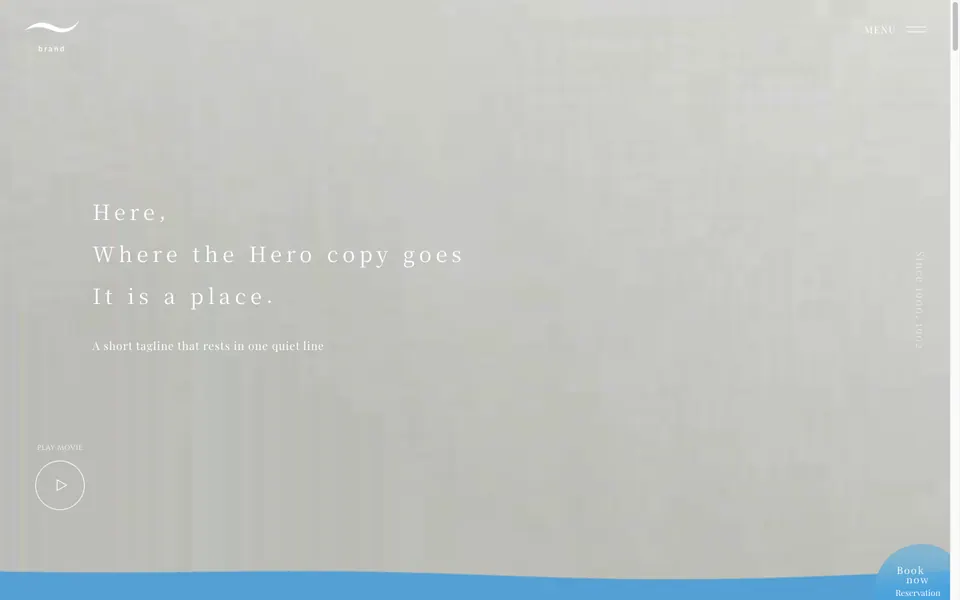 brand
MENU
Here,
Where the Hero copy goes
It is a place.
A short tagline that rests in one quiet line
PLAY MOVIE
Book
now
Reservation